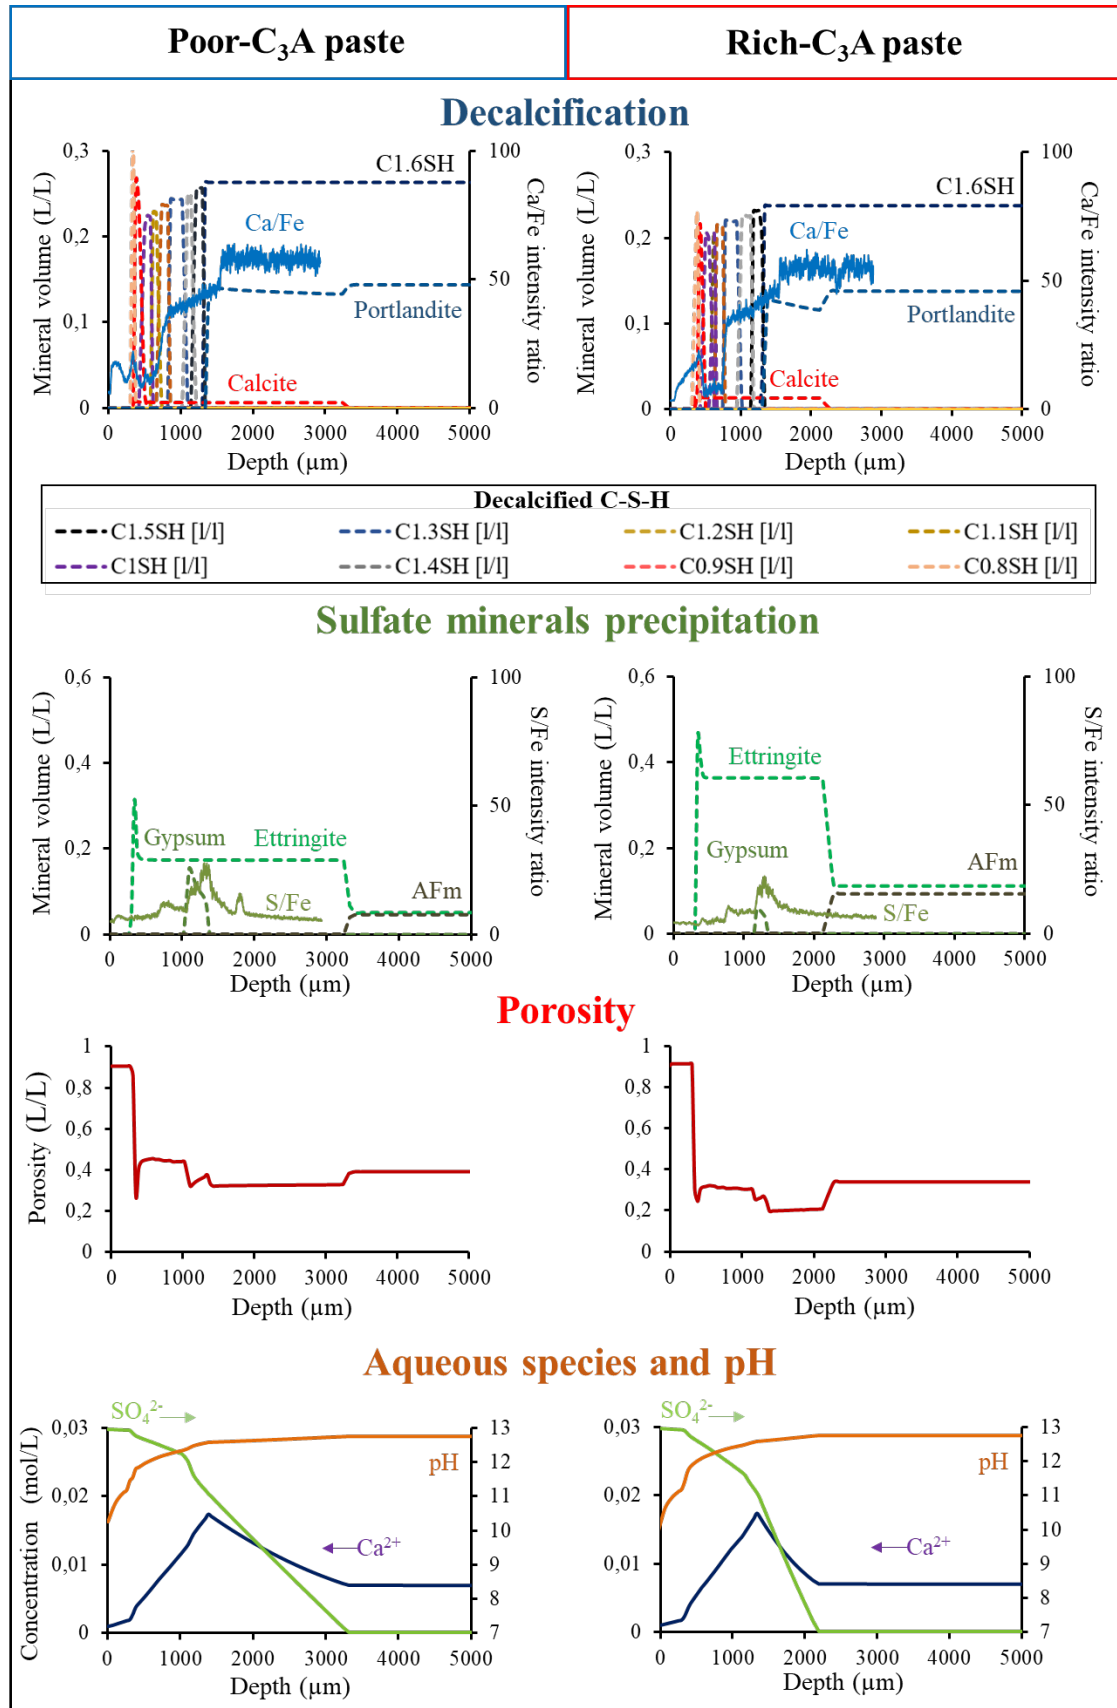 Poor-C₃A paste
Rich-C₃A paste
Decalcification
0,3
0,2
0,1
0
100
50
0
0 1000 2000 3000 4000 5000
Mineral volume (L/L)
Ca/Fe intensity ratio
Depth (µm)
C1.6SH
Ca/Fe
Portlandite
Calcite
0,3
0,2
0,1
0
100
50
0
0 1000 2000 3000 4000 5000
Mineral volume (L/L)
Ca/Fe intensity ratio
Depth (µm)
C1.6SH
Ca/Fe
Portlandite
Calcite
Decalcified C-S-H
C1.5SH [l/l] C1.3SH [l/l] C1.2SH [l/l] C1.1SH [l/l]
C1SH [l/l] C1.4SH [l/l] C0.9SH [l/l] C0.8SH [l/l]
Sulfate minerals precipitation
0,6
0,4
0,2
0
100
50
0
0 1000 2000 3000 4000 5000
Mineral volume (L/L)
S/Fe intensity ratio
Depth (µm)
Gypsum
Ettringite
AFm
S/Fe
0,6
0,4
0,2
0
100
50
0
0 1000 2000 3000 4000 5000
Mineral volume (L/L)
S/Fe intensity ratio
Depth (µm)
Ettringite
Gypsum
AFm
S/Fe
Porosity
1
0,8
0,6
0,4
0,2
0
0 1000 2000 3000 4000 5000
Porosity (L/L)
Depth (µm)
1
0,8
0,6
0,4
0,2
0
0 1000 2000 3000 4000 5000
Depth (µm)
Aqueous species and pH
SO₄²⁻
0,03
0,02
0,01
0
13
12
11
10
9
8
7
0 1000 2000 3000 4000 5000
Concentration (mol/L)
Depth (µm)
pH
Ca²⁺
SO₄²⁻
0,03
0,02
0,01
0
13
12
11
10
9
8
7
0 1000 2000 3000 4000 5000
Depth (µm)
pH
Ca²⁺